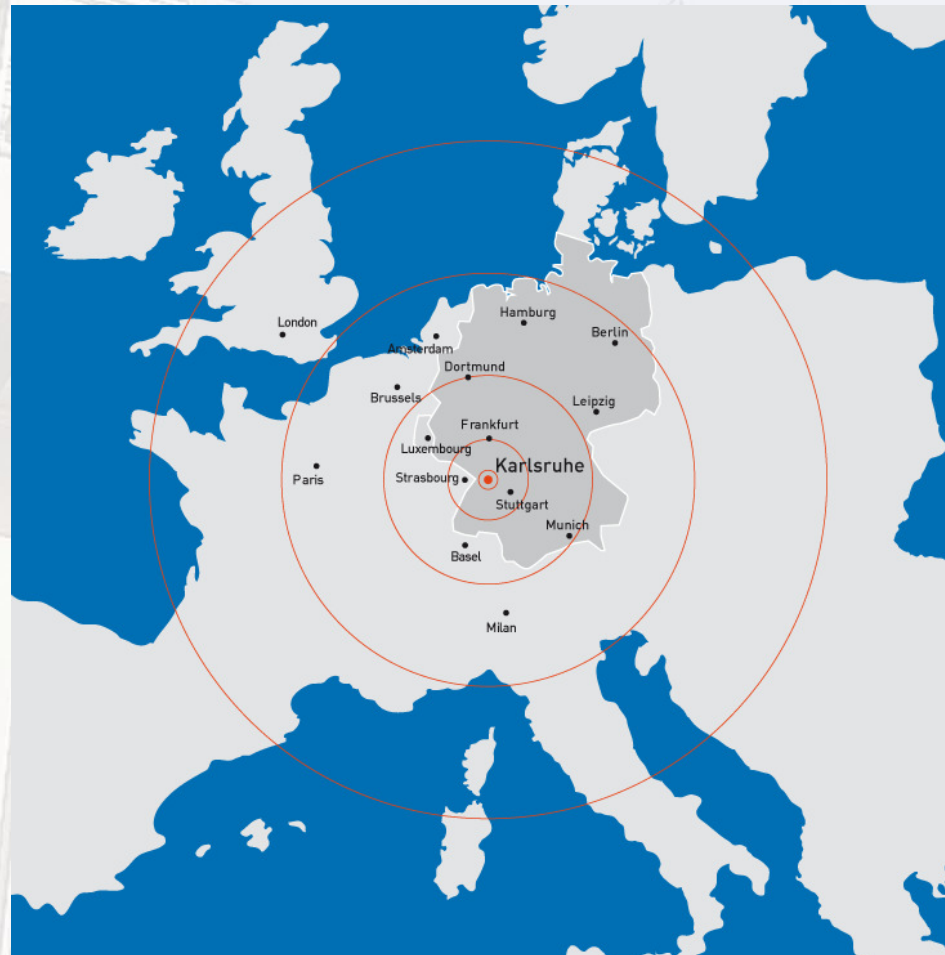 Hamburg
London
Berlin
Amsterdam
Dortmund
Brussels
Leipzig
Frankfurt
Luxembourg
Karlsruhe
Paris
Strasbourg
Stuttgart
Munich
Basel
Milan